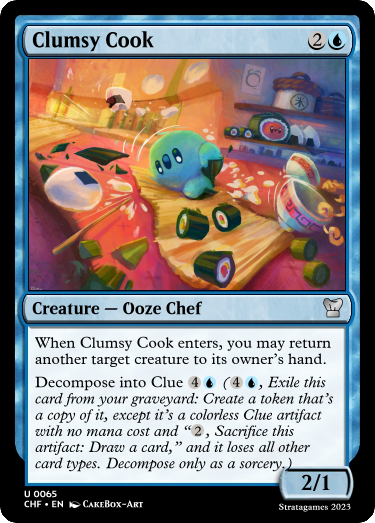 Clumsy Cook 2
Creature — Ooze Chef
When Clumsy Cook enters, you may return
another target creature to its owner's hand.
Decompose into Clue 4 (4, Exile this
card from your graveyard: Create a token that's
a copy of it, except it's a colorless Clue artifact
with no mana cost and “2, Sacrifice this
artifact: Draw a card,” and it loses all other
card types. Decompose only as a sorcery.)
2/1
U 0065
CHF • EN CakeBox-Art
Stratagames 2023